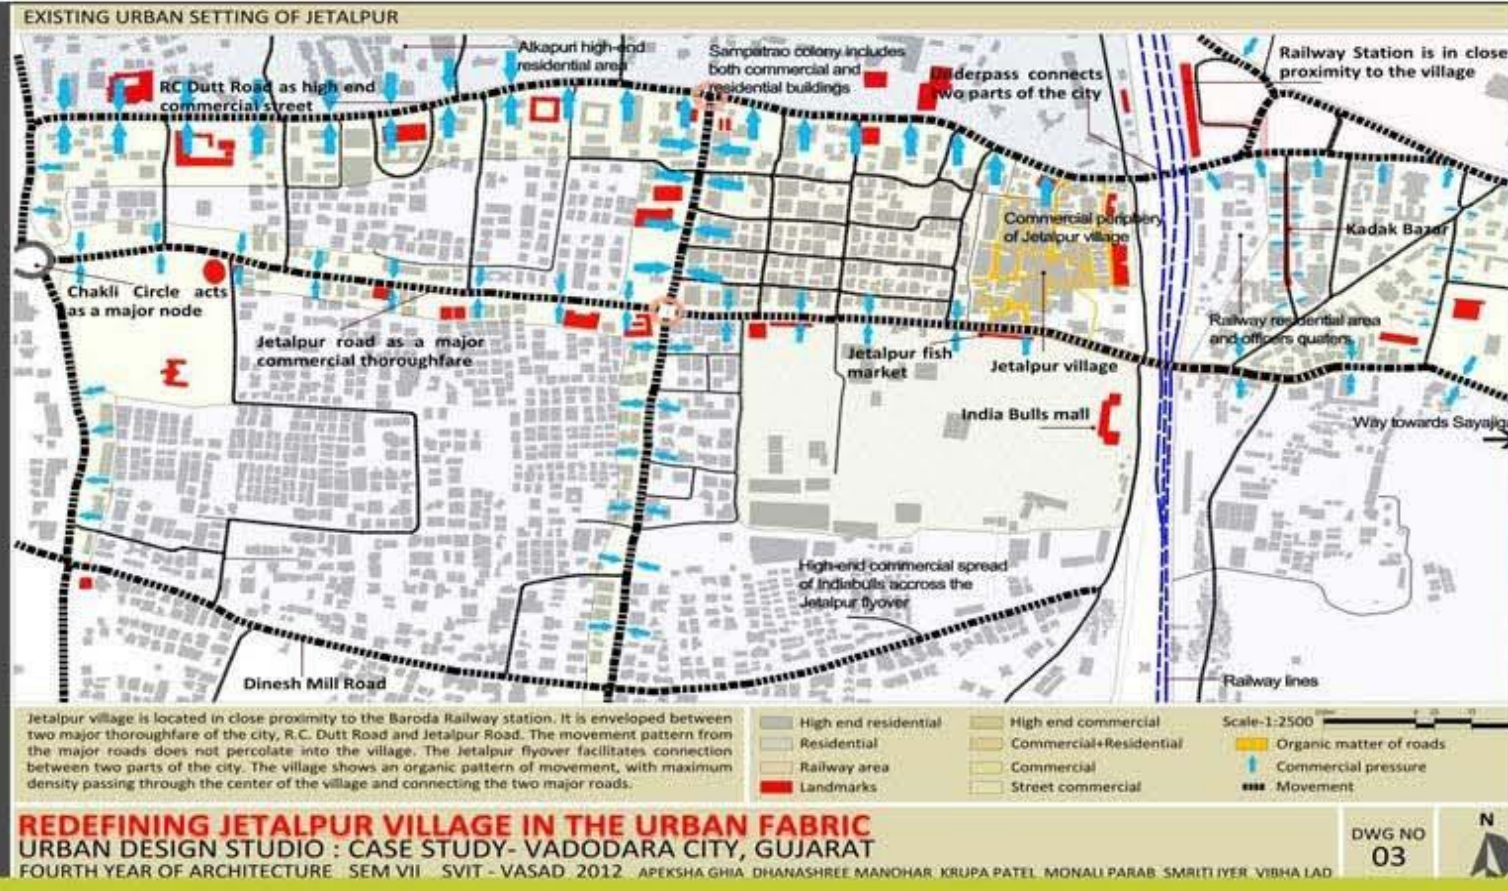 EXISTING URBAN SETTING OF JETALPUR
Alkapuri high-end
residential area
Sampatrao colony includes
both commercial and
residential buildings
Underpass connects
two parts of the city
Railway Station is in close
proximity to the village
RC Dutt Road as high end
commercial street
Commercial periphery
of Jetalpur village
Kadak Bazar
Chakli Circle acts
as a major node
Jetalpur road as a major
commercial thoroughfare
Jetalpur fish
market
Jetalpur village
Railway residential area
and officers quaters
India Bulls mall
Way towards
High-end commercial spread
of Indiabulls accross the
Jetalpur flyover
Dinesh Mill Road
Railway lines
Jetalpur village is located in close proximity to the Baroda Railway station. It is enveloped between
two major thoroughfare of the city, R.C. Dutt Road and Jetalpur Road. The movement pattern from
the major roads does not percolate into the village. The Jetalpur flyover facilitates connection
between two parts of the city. The village shows an organic pattern of movement, with maximum
density passing through the center of the village and connecting the two major roads.
High end residential
Residential
Railway area
Landmarks
High end commercial
Commercial+Residential
Commercial
Street commercial
Scale-1:2500
Organic matter of roads
Commercial pressure
Movement
REDEFINING JETALPUR VILLAGE IN THE URBAN FABRIC
URBAN DESIGN STUDIO : CASE STUDY- VADODARA CITY, GUJARAT
FOURTH YEAR OF ARCHITECTURE SEM VII SVIT - VASAD 2012 APEKSHA GHIA DHANASHREE MANOHAR KRUPA PATEL MONALI PARAB SMRITI IYER VIBHA LAD
DWG NO
03
N